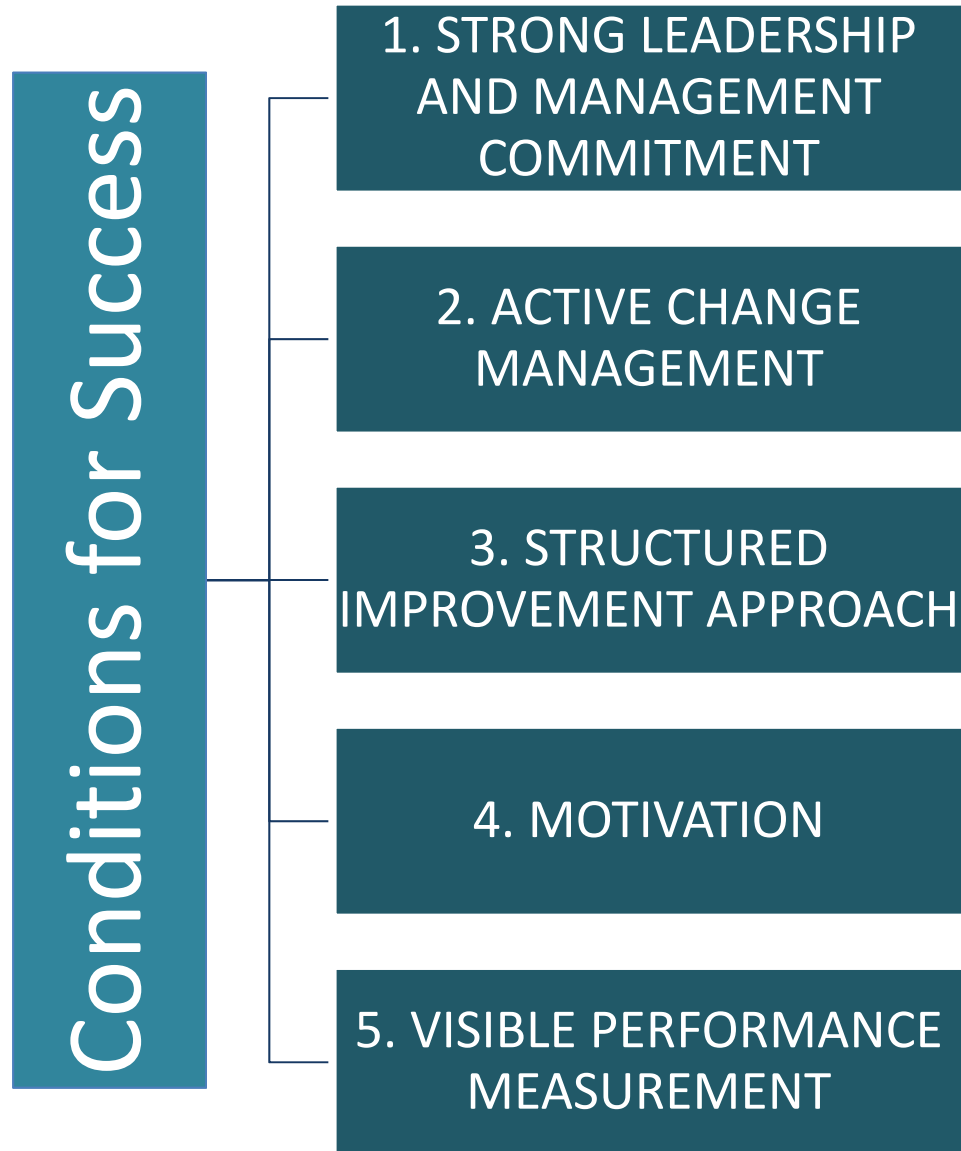 Conditions for Success
1. STRONG LEADERSHIP
AND MANAGEMENT
COMMITMENT
2. ACTIVE CHANGE
MANAGEMENT
3. STRUCTURED
IMPROVEMENT APPROACH
4. MOTIVATION
5. VISIBLE PERFORMANCE
MEASUREMENT